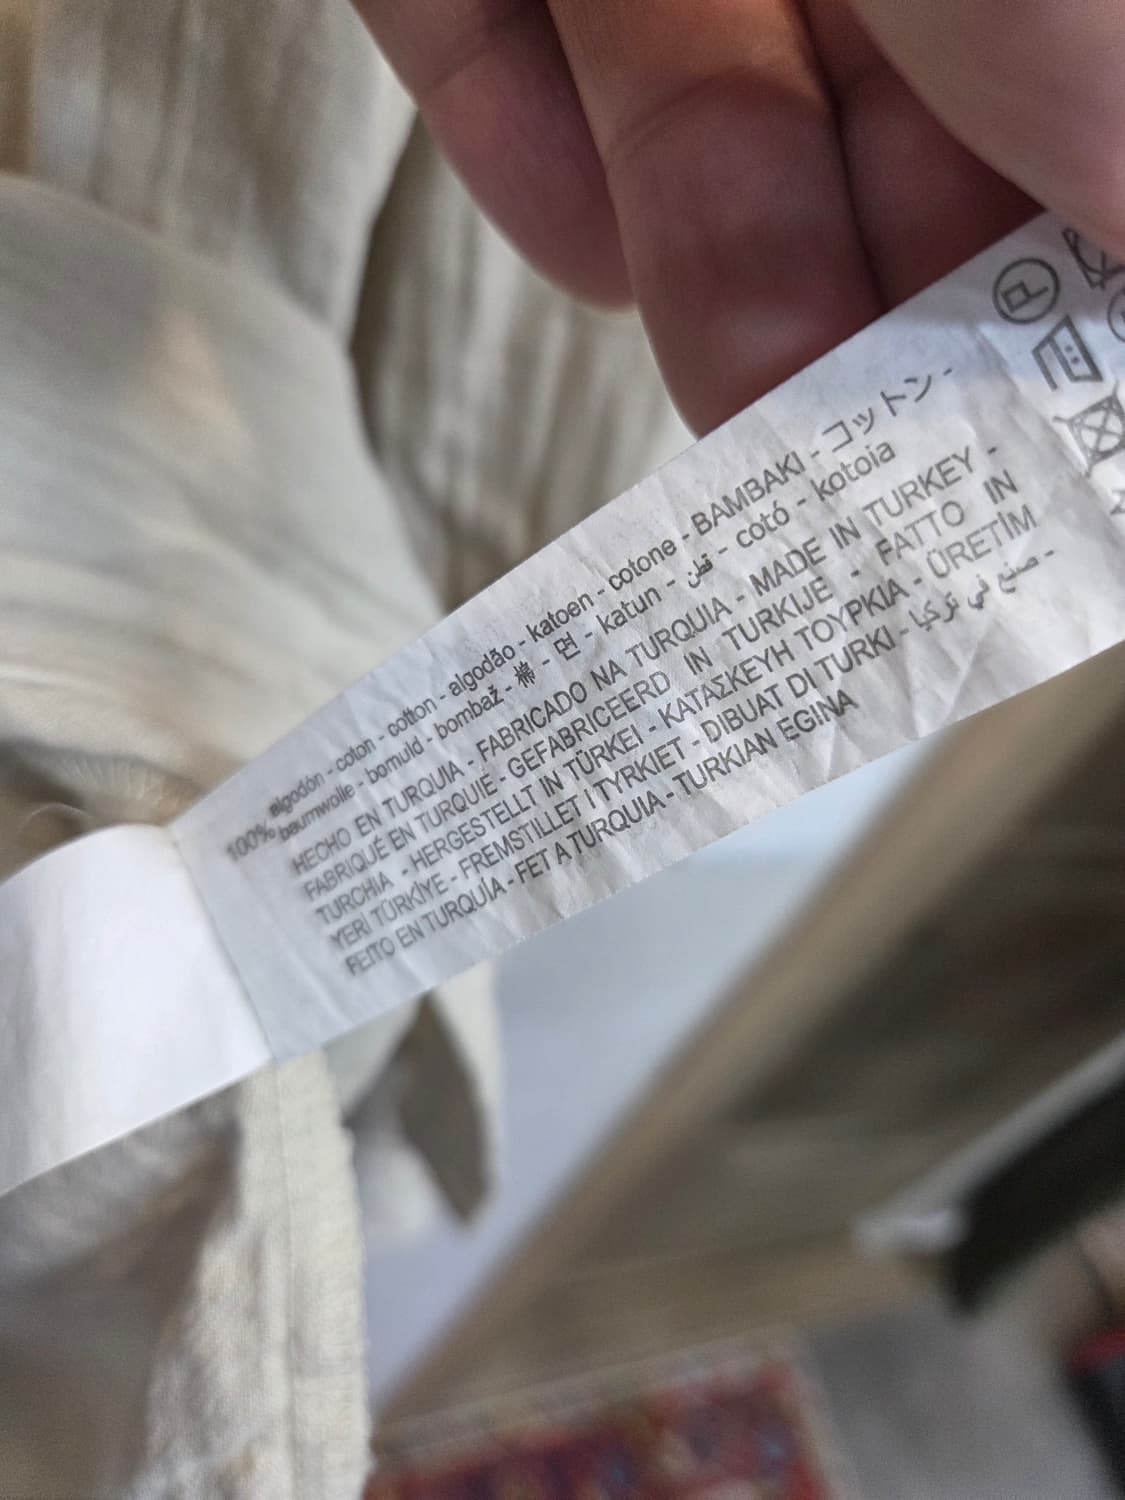 100% algodón - coton - cotton - algodão - katoen - cotone - BAMBAKI - コットン -
baumwolle - bomuld - bombaž - 棉 - 면 - katun - قطن - cotó - kotoia
HECHO EN TURQUIA - FABRICADO NA TURQUIA - MADE IN TURKEY -
FABRIQUÉ EN TURQUIE - GEFABRICEERD IN TURKIJE - FATTO IN
TURCHIA - HERGESTELLT IN TÜRKEI - ΚΑΤΑΣΚΕΥΗ ΤΟΥΡΚΙΑ - ÜRETİM
YERİ TÜRKİYE - FREMSTILLET I TYRKIET - DIBUAT DI TURKI - صنع في تركيا -
FEITO EN TURQUÍA - FET A TURQUIA - TURKIAN EGINA
P